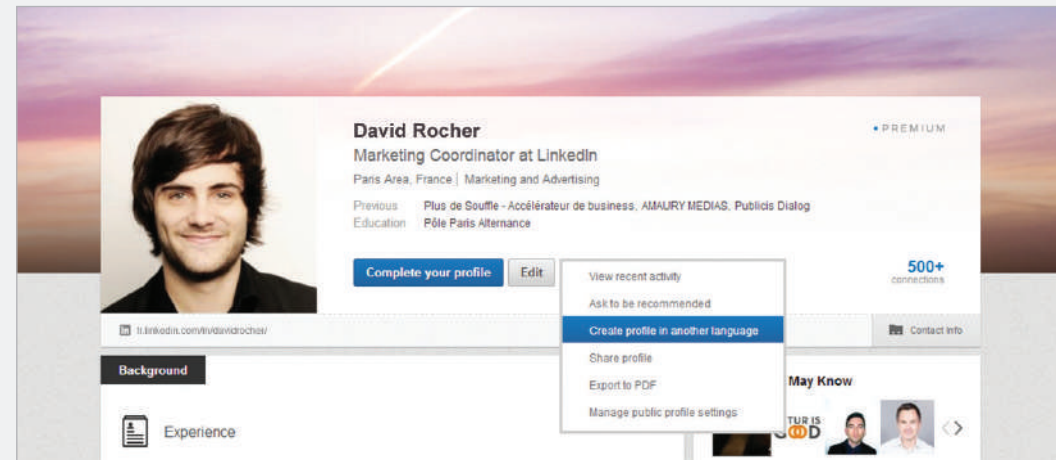 David Rocher
• PREMIUM
Marketing Coordinator at LinkedIn
Paris Area, France | Marketing and Advertising
Previous Plus de Souffle - Accélérateur de business, AMAURY MEDIAS, Publicis Dialog
Education Pôle Paris Alternance
Complete your profile Edit
500+
connections
View recent activity
Ask to be recommended
Create profile in another language
Share profile
Export to PDF
Manage public profile settings
in fr.linkedin.com/in/davidrocher/
Contact Info
Background
Experience
May Know
TUR IS